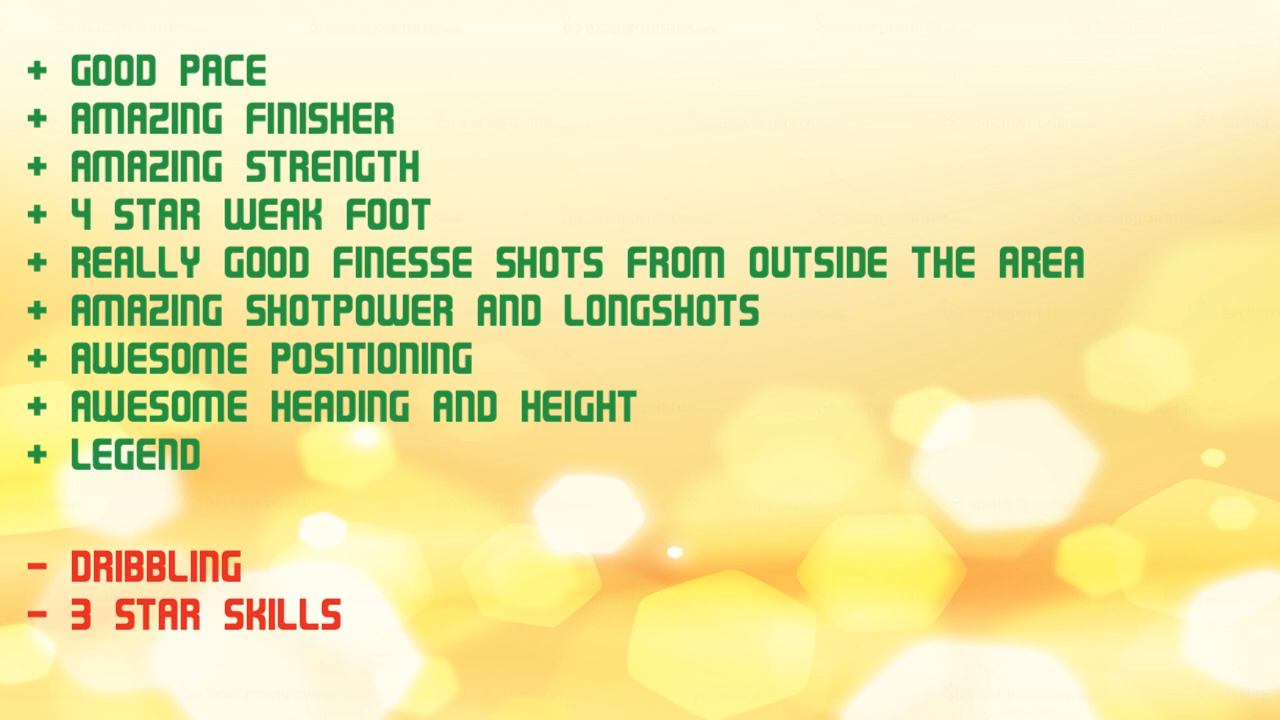 + GOOD PACE
+ AMAZING FINISHER
+ AMAZING STRENGTH
+ 4 STAR WEAK FOOT
+ REALLY GOOD FINESSE SHOTS FROM OUTSIDE THE AREA
+ AMAZING SHOTPOWER AND LONGSHOTS
+ AWESOME POSITIONING
+ AWESOME HEADING AND HEIGHT
+ LEGEND
- DRIBBLING
- 3 STAR SKILLS